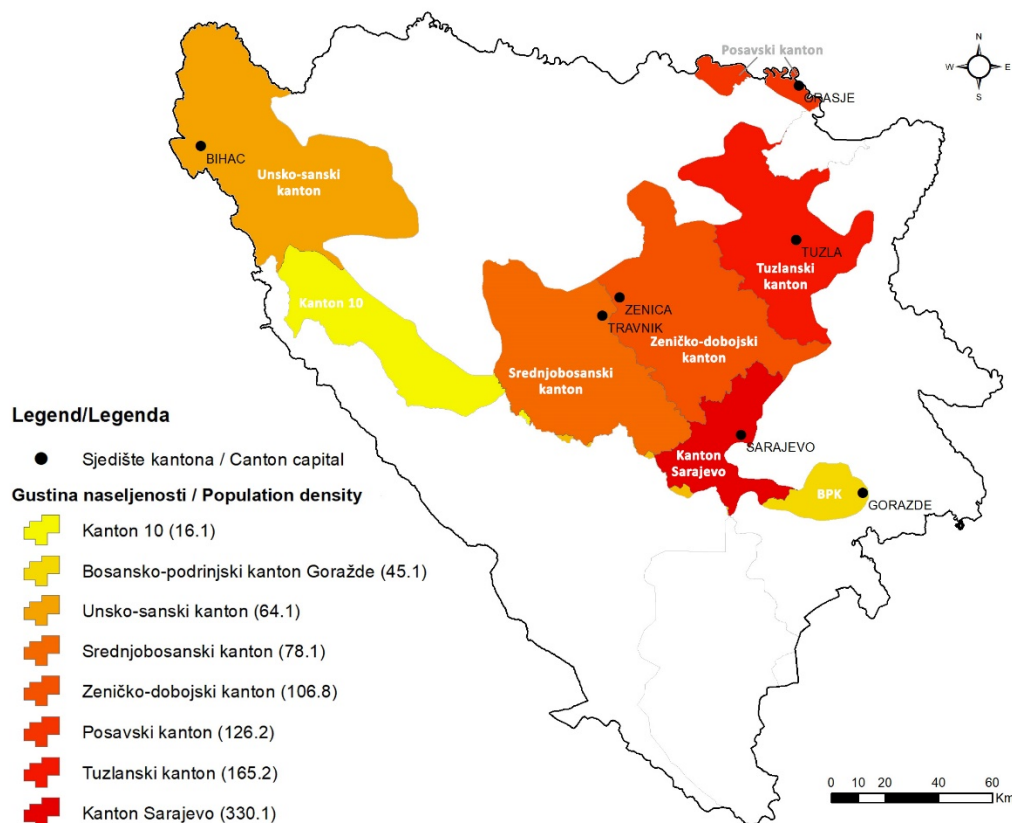 Posavski kanton
N
W
E
S
ORASJE
BIHAC
Unsko-sanski
kanton
TUZLA
Tuzlanski
kanton
Kanton 10
ZENICA
TRAVNIK
Zeničko-dobojski
kanton
Srednjobosanski
kanton
SARAJEVO
Kanton
Sarajevo
BPK
GORAZDE
Legend/Legenda
Sjedište kantona / Canton capital
Gustina naseljenosti / Population density
Kanton 10 (16.1)
Bosansko-podrinjski kanton Goražde (45.1)
Unsko-sanski kanton (64.1)
Srednjobosanski kanton (78.1)
Zeničko-dobojski kanton (106.8)
Posavski kanton (126.2)
Tuzlanski kanton (165.2)
Kanton Sarajevo (330.1)
0 10 20 40 60
Km